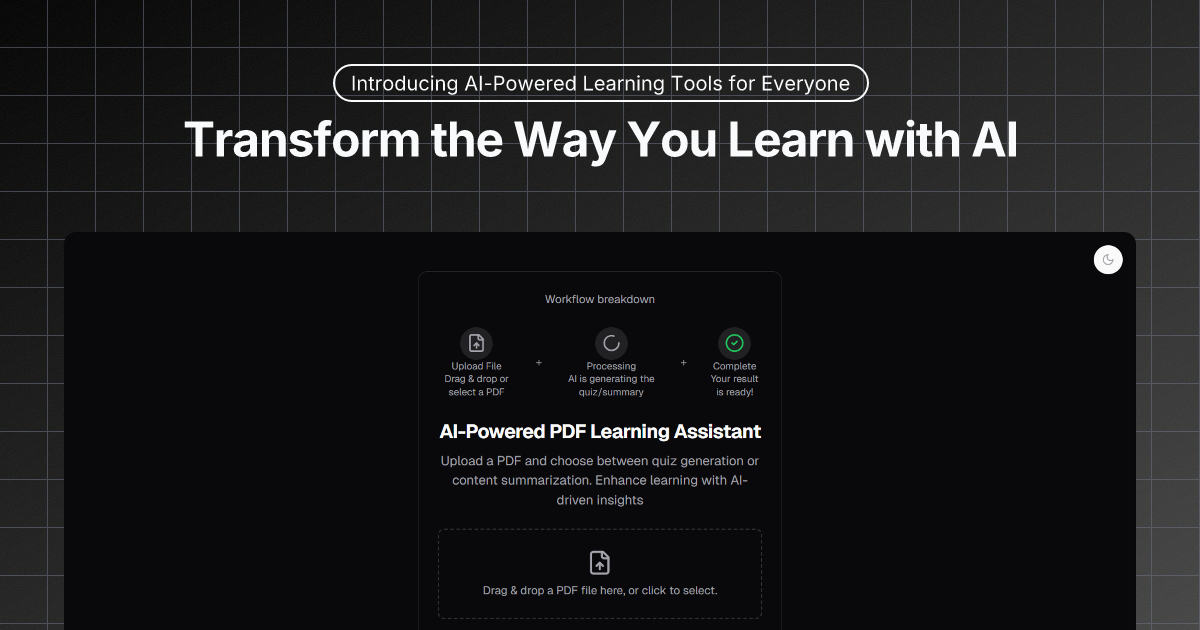 Introducing AI-Powered Learning Tools for Everyone
Transform the Way You Learn with AI
Workflow breakdown
Upload File
Drag & drop or
select a PDF
+
Processing
AI is generating the
quiz/summary
+
Complete
Your result
is ready!
AI-Powered PDF Learning Assistant
Upload a PDF and choose between quiz generation or
content summarization. Enhance learning with AI-
driven insights
Drag & drop a PDF file here, or click to select.